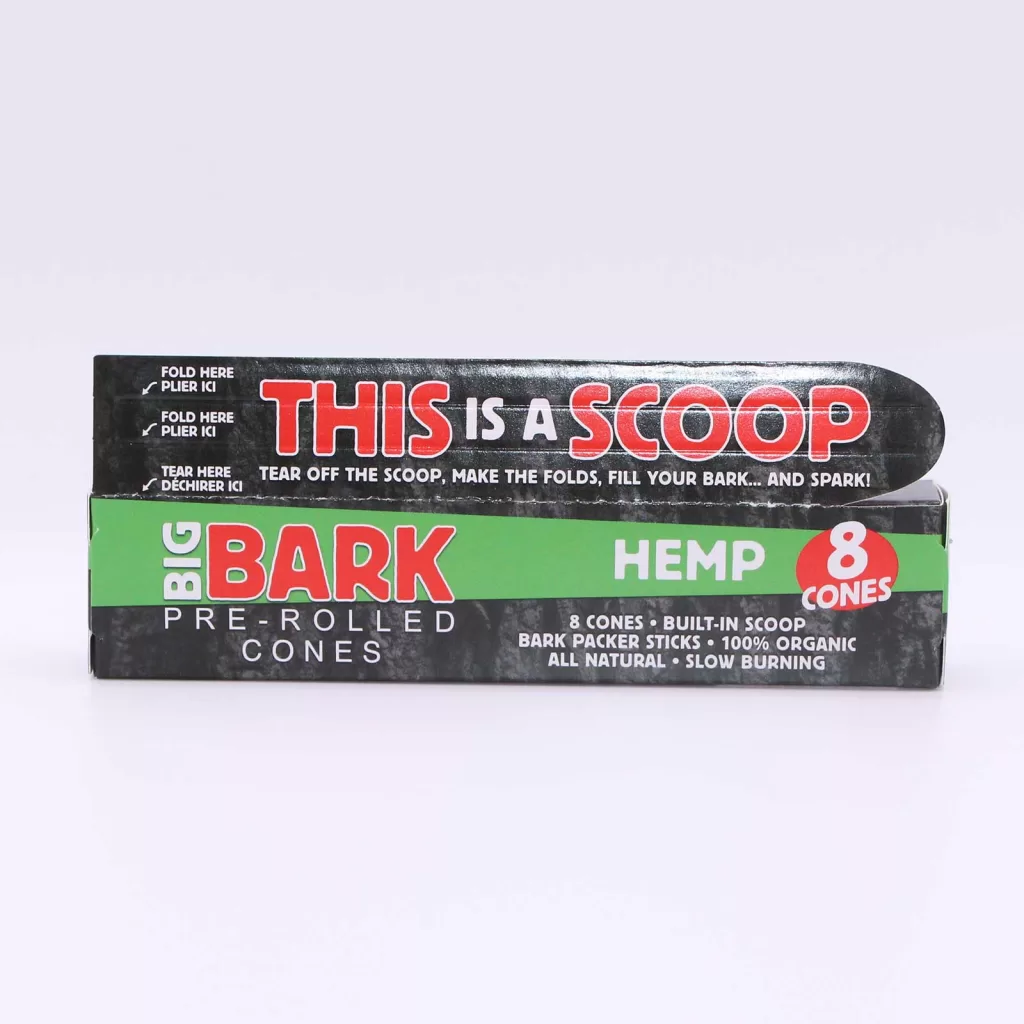 FOLD HERE
PLIER ICI
FOLD HERE
PLIER ICI
TEAR HERE
DÉCHIRER ICI
THIS IS A SCOOP
TEAR OFF THE SCOOP, MAKE THE FOLDS, FILL YOUR BARK... AND SPARK!
BIG BARK
PRE-ROLLED
CONES
HEMP
8
CONES
8 CONES • BUILT-IN SCOOP
BARK PACKER STICKS • 100% ORGANIC
ALL NATURAL • SLOW BURNING